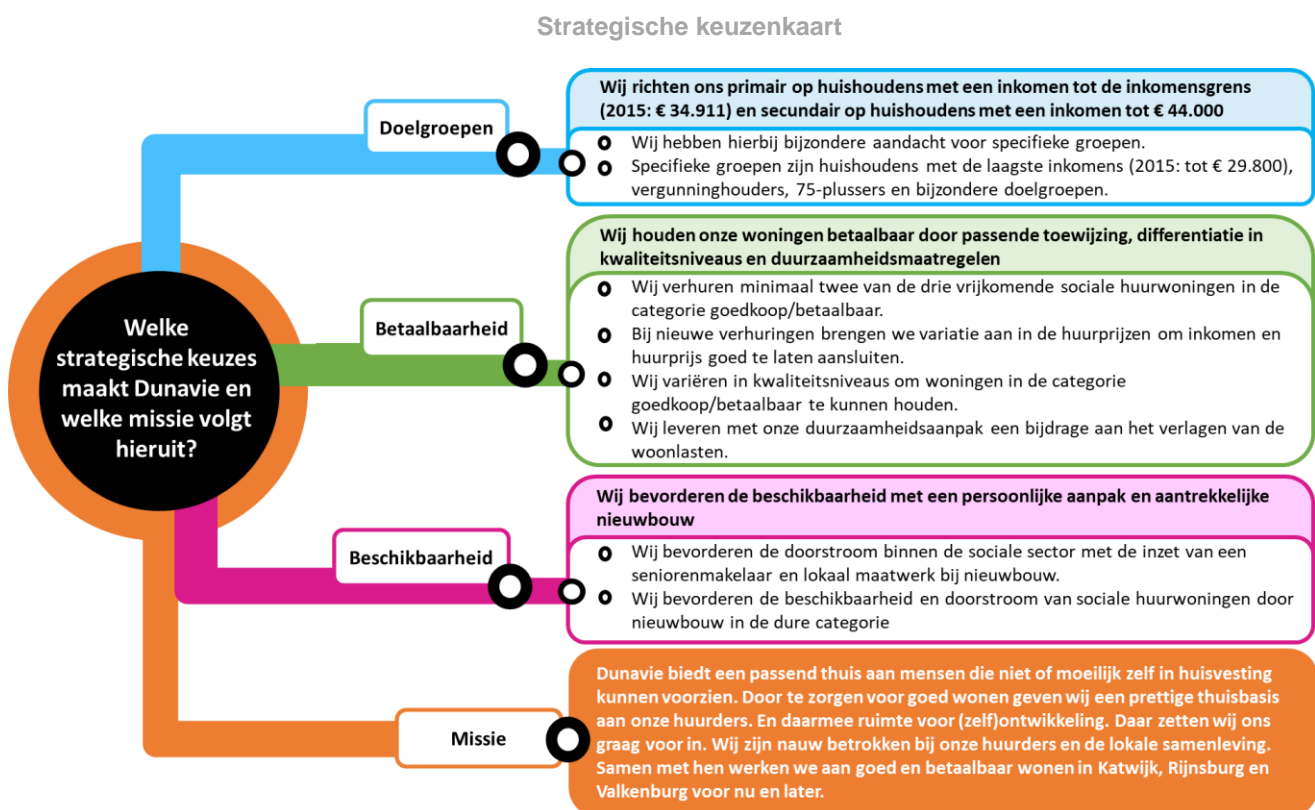 Strategische keuzenkaart
Welke
strategische keuzes
maakt Dunavie en
welke missie volgt
hieruit?
Doelgroepen
Wij richten ons primair op huishoudens met een inkomen tot de inkomensgrens
(2015: € 34.911) en secundair op huishoudens met een inkomen tot € 44.000
Wij hebben hierbij bijzondere aandacht voor specifieke groepen.
Specifieke groepen zijn huishoudens met de laagste inkomens (2015: tot € 29.800),
vergunninghouders, 75-plussers en bijzondere doelgroepen.
Betaalbaarheid
Wij houden onze woningen betaalbaar door passende toewijzing, differentiatie in
kwaliteitsniveaus en duurzaamheidsmaatregelen
Wij verhuren minimaal twee van de drie vrijkomende sociale huurwoningen in de
categorie goedkoop/betaalbaar.
Bij nieuwe verhuringen brengen we variatie aan in de huurprijzen om inkomen en
huurprijs goed te laten aansluiten.
Wij variëren in kwaliteitsniveaus om woningen in de categorie
goedkoop/betaalbaar te kunnen houden.
Wij leveren met onze duurzaamheidsaanpak een bijdrage aan het verlagen van de
woonlasten.
Beschikbaarheid
Wij bevorderen de beschikbaarheid met een persoonlijke aanpak en aantrekkelijke
nieuwbouw
Wij bevorderen de doorstroom binnen de sociale sector met de inzet van een
seniorenmakelaar en lokaal maatwerk bij nieuwbouw.
Wij bevorderen de beschikbaarheid en doorstroom van sociale huurwoningen door
nieuwbouw in de dure categorie
Missie
Dunavie biedt een passend thuis aan mensen die niet of moeilijk zelf in huisvesting
kunnen voorzien. Door te zorgen voor goed wonen geven wij een prettige thuisbasis
aan onze huurders. En daarmee ruimte voor (zelf)ontwikkeling. Daar zetten wij ons
graag voor in. Wij zijn nauw betrokken bij onze huurders en de lokale samenleving.
Samen met hen werken we aan goed en betaalbaar wonen in Katwijk, Rijnsburg en
Valkenburg voor nu en later.